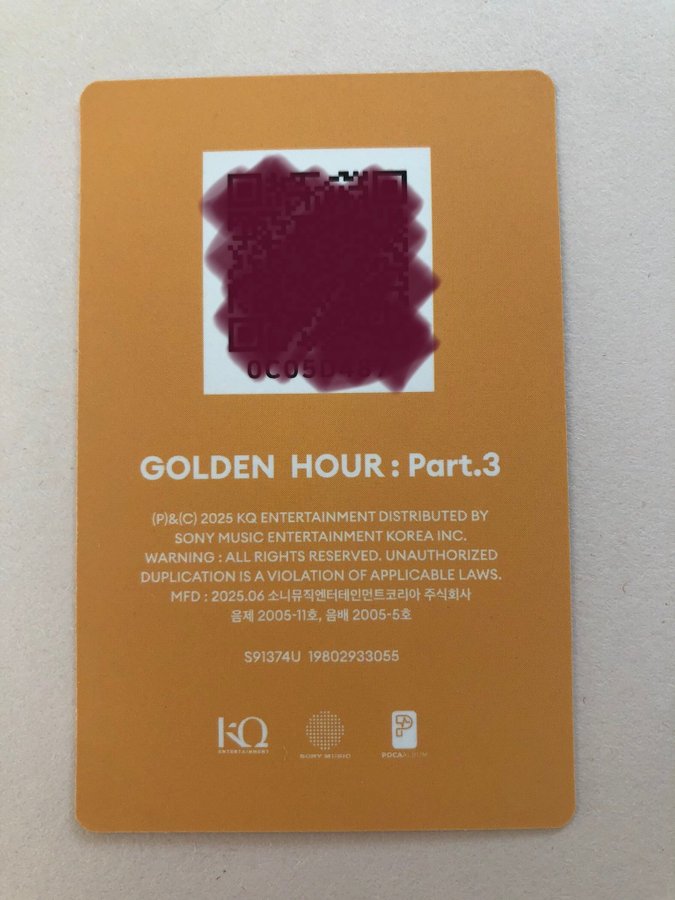 GOLDEN HOUR : Part.3
(P)&(C) 2025 KQ ENTERTAINMENT DISTRIBUTED BY
SONY MUSIC ENTERTAINMENT KOREA INC.
WARNING : ALL RIGHTS RESERVED. UNAUTHORIZED
DUPLICATION IS A VIOLATION OF APPLICABLE LAWS.
MFD : 2025.06 소니뮤직엔터테인먼트코리아 주식회사
음제 2005-11호, 음배 2005-5호
S91374U 19802933055
KQ
ENTERTAINMENT
SONY MUSIC
POCAALBUM